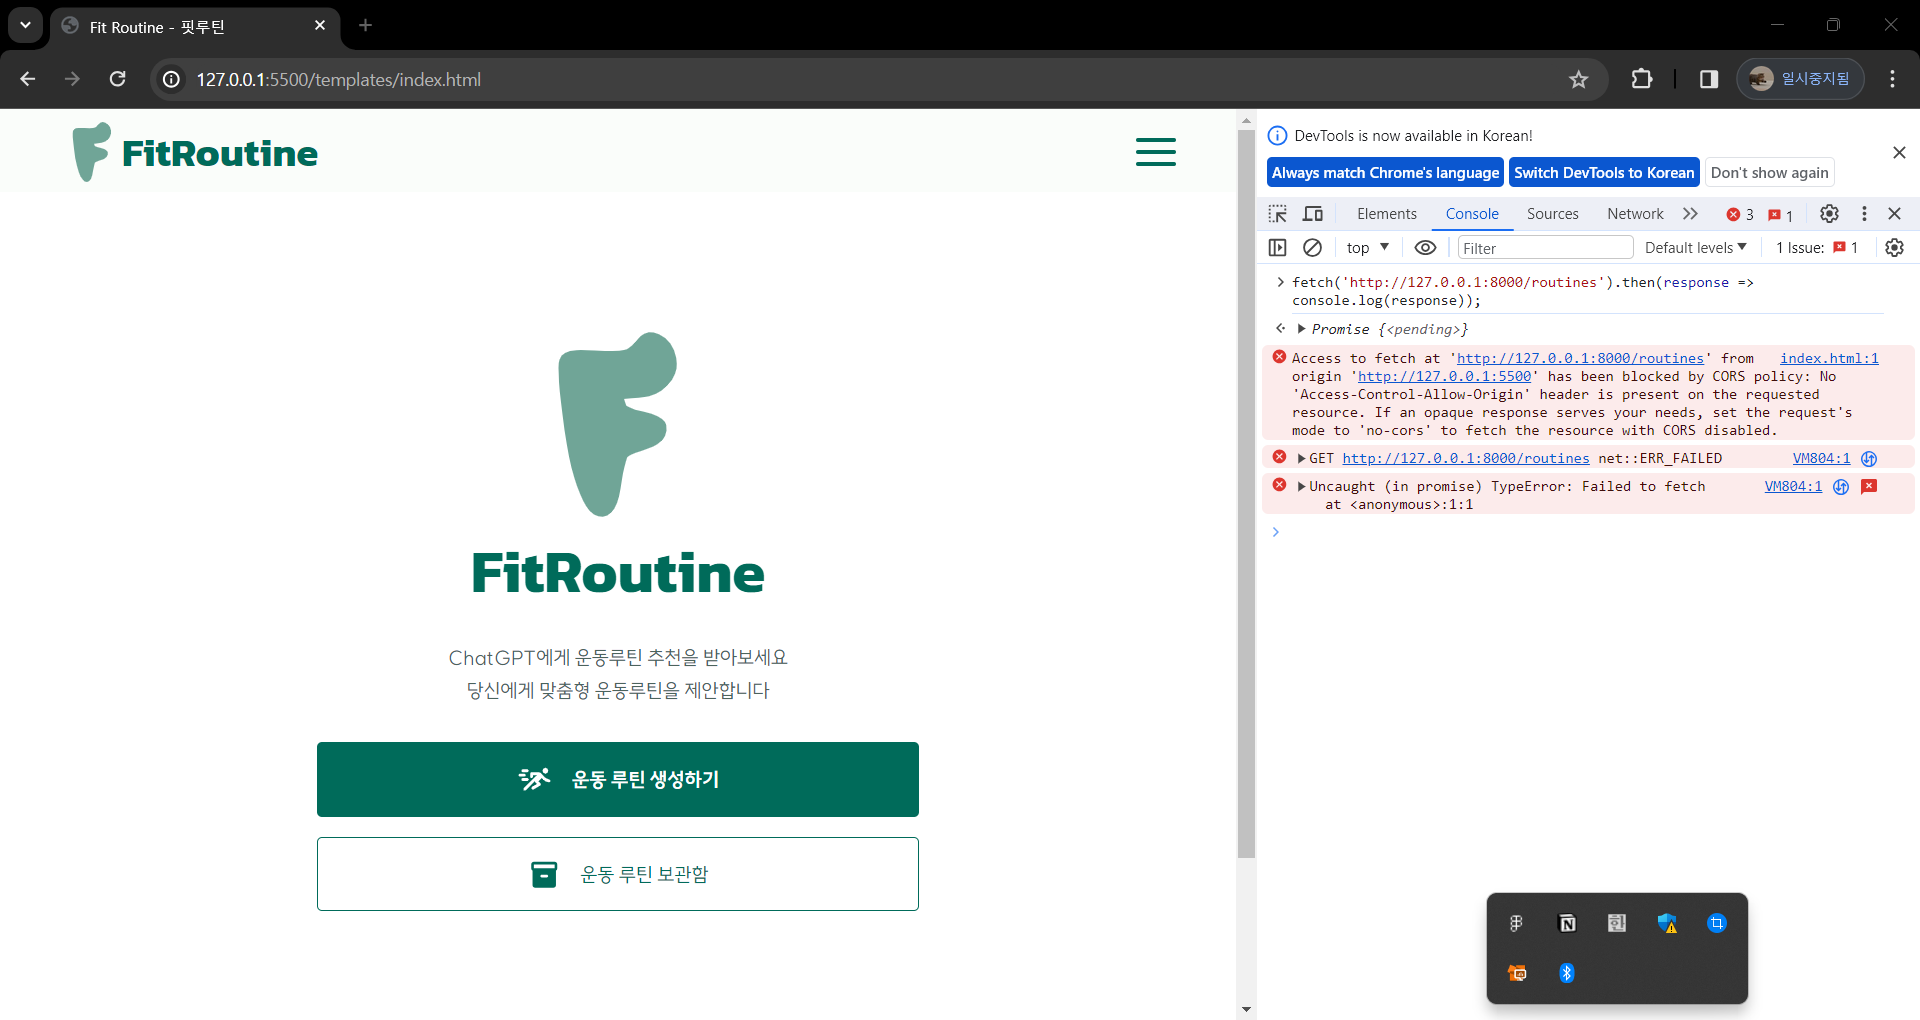 Fit Routine - 핏루틴
127.0.0.1:5500/templates/index.html
일시중지됨
FitRoutine
FitRoutine
ChatGPT에게 운동루틴 추천을 받아보세요
당신에게 맞춤형 운동루틴을 제안합니다
운동 루틴 생성하기
운동 루틴 보관함
DevTools is now available in Korean!
Always match Chrome's language Switch DevTools to Korean Don't show again
Elements Console Sources Network 3 1
top Filter Default levels 1 Issue: 1
fetch('http://127.0.0.1:8000/routines').then(response =>
console.log(response));
Promise {<pending>}
Access to fetch at 'http://127.0.0.1:8000/routines' from index.html:1
origin 'http://127.0.0.1:5500' has been blocked by CORS policy: No
'Access-Control-Allow-Origin' header is present on the requested
resource. If an opaque response serves your needs, set the request's
mode to 'no-cors' to fetch the resource with CORS disabled.
GET http://127.0.0.1:8000/routines net::ERR_FAILED VM804:1
Uncaught (in promise) TypeError: Failed to fetch VM804:1
at <anonymous>:1:1
N 한